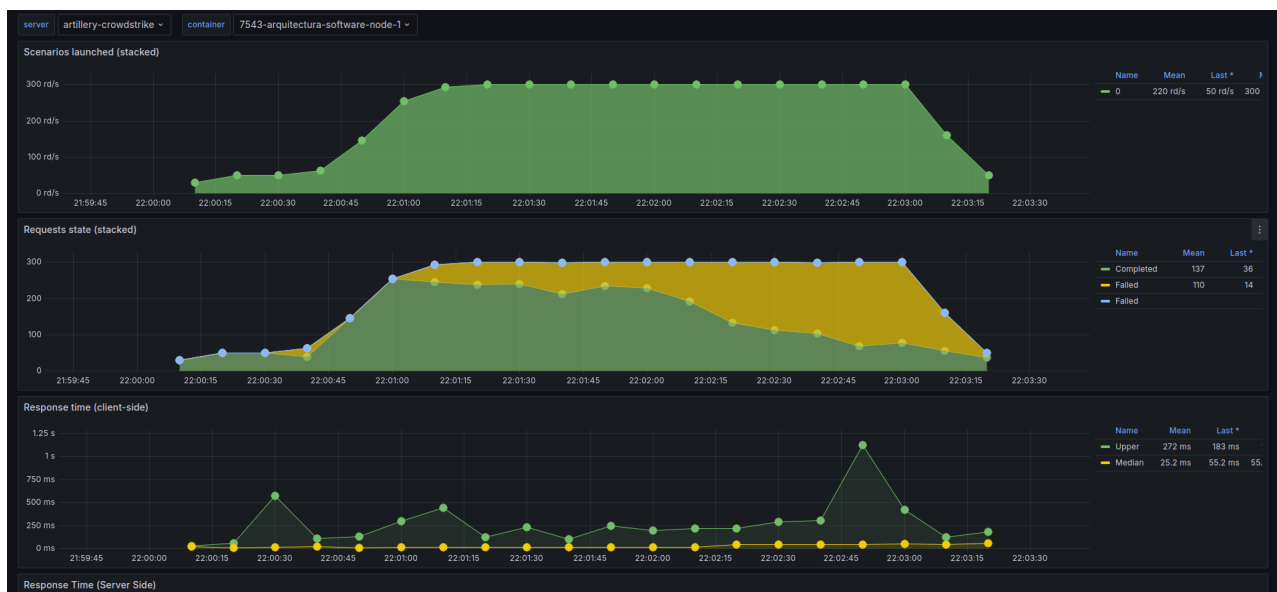 server artillery-crowdstrike container 7543-arquitectura-software-node-1
Scenarios launched (stacked)
300 rd/s
200 rd/s
100 rd/s
0 rd/s
21:59:45 22:00:00 22:00:15 22:00:30 22:00:45 22:01:00 22:01:15 22:01:30 22:01:45 22:02:00 22:02:15 22:02:30 22:02:45 22:03:00 22:03:15 22:03:30
Name Mean Last *
0 220 rd/s 50 rd/s 300
Requests state (stacked)
300
200
100
0
21:59:45 22:00:00 22:00:15 22:00:30 22:00:45 22:01:00 22:01:15 22:01:30 22:01:45 22:02:00 22:02:15 22:02:30 22:02:45 22:03:00 22:03:15 22:03:30
Name Mean Last *
Completed 137 36
Failed 110 14
Failed
Response time (client-side)
1.25 s
1 s
750 ms
500 ms
250 ms
0 ms
21:59:45 22:00:00 22:00:15 22:00:30 22:00:45 22:01:00 22:01:15 22:01:30 22:01:45 22:02:00 22:02:15 22:02:30 22:02:45 22:03:00 22:03:15 22:03:30
Name Mean Last *
Upper 272 ms 183 ms
Median 25.2 ms 55.2 ms 55.
Response Time (Server Side)